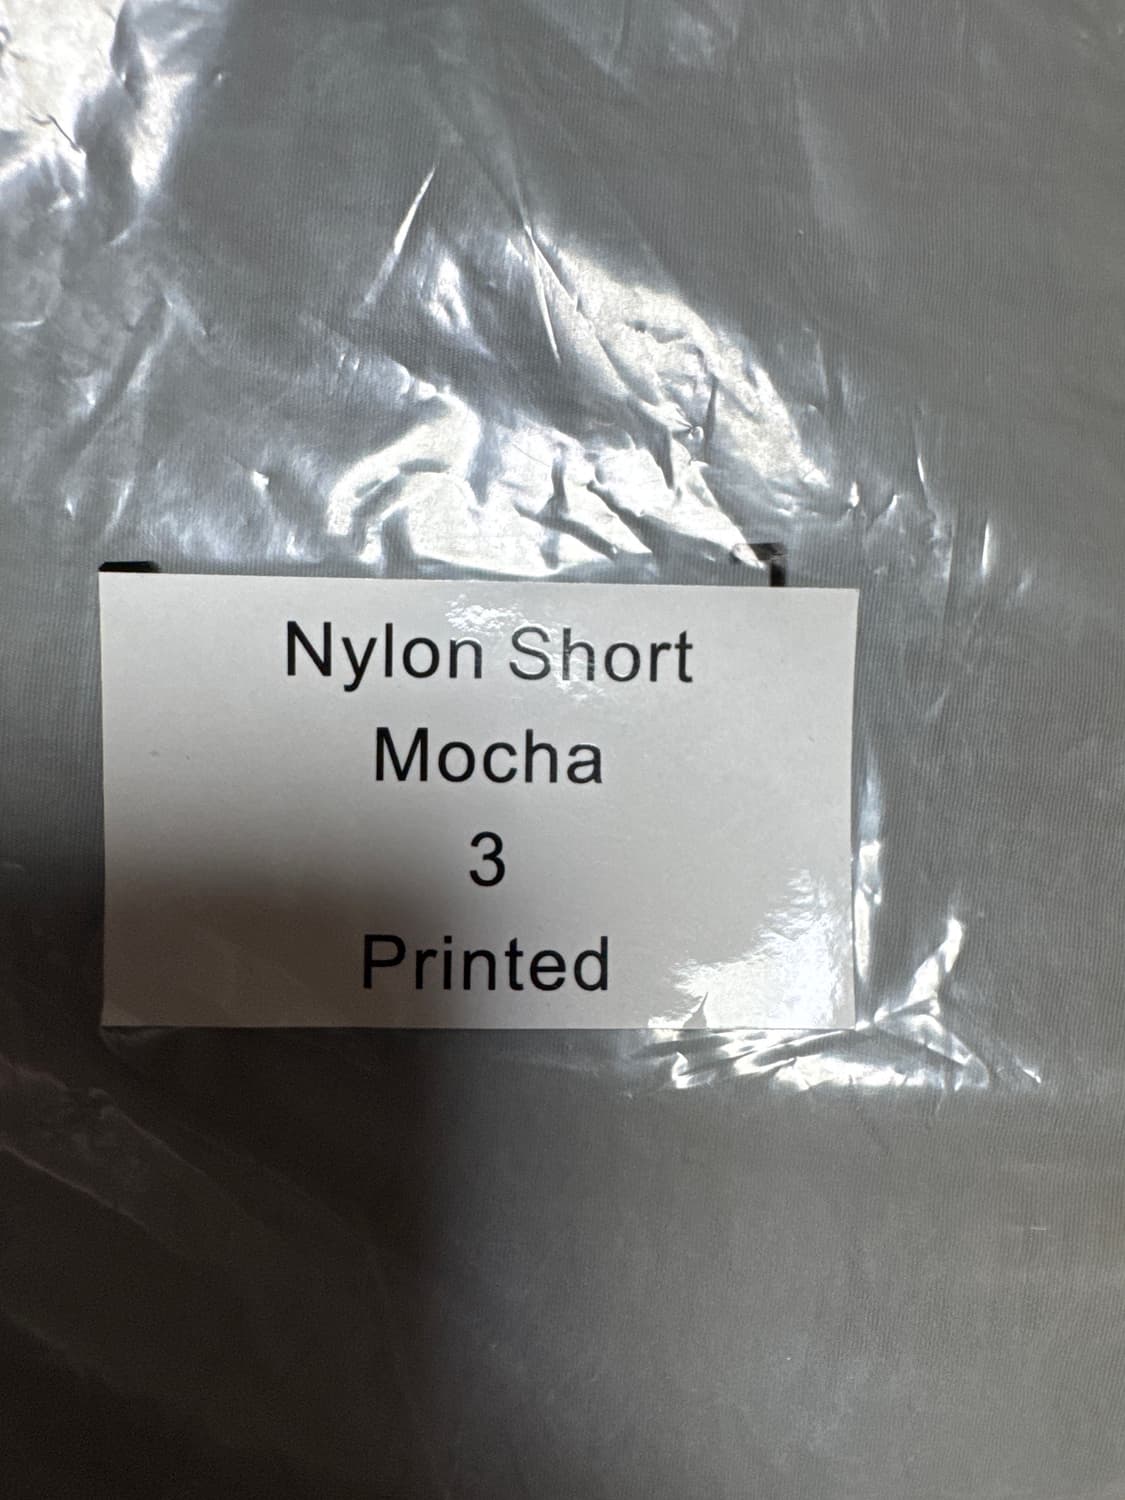 Nylon Short
Mocha
3
Printed